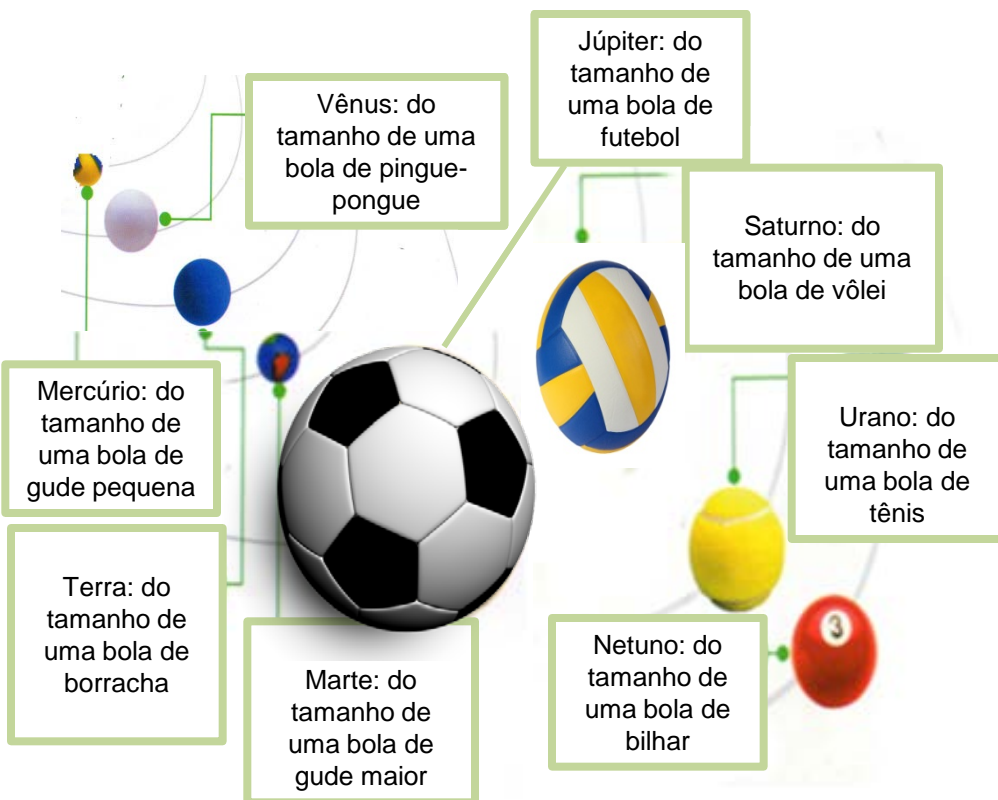 Júpiter: do
tamanho de
uma bola de
futebol
Vênus: do
tamanho de uma
bola de pingue-
pongue
Saturno: do
tamanho de uma
bola de vôlei
Mercúrio: do
tamanho de
uma bola de
gude pequena
Urano: do
tamanho de
uma bola de
tênis
Terra: do
tamanho de
uma bola de
borracha
Marte: do
tamanho de
uma bola de
gude maior
Netuno: do
tamanho de
uma bola de
bilhar
3